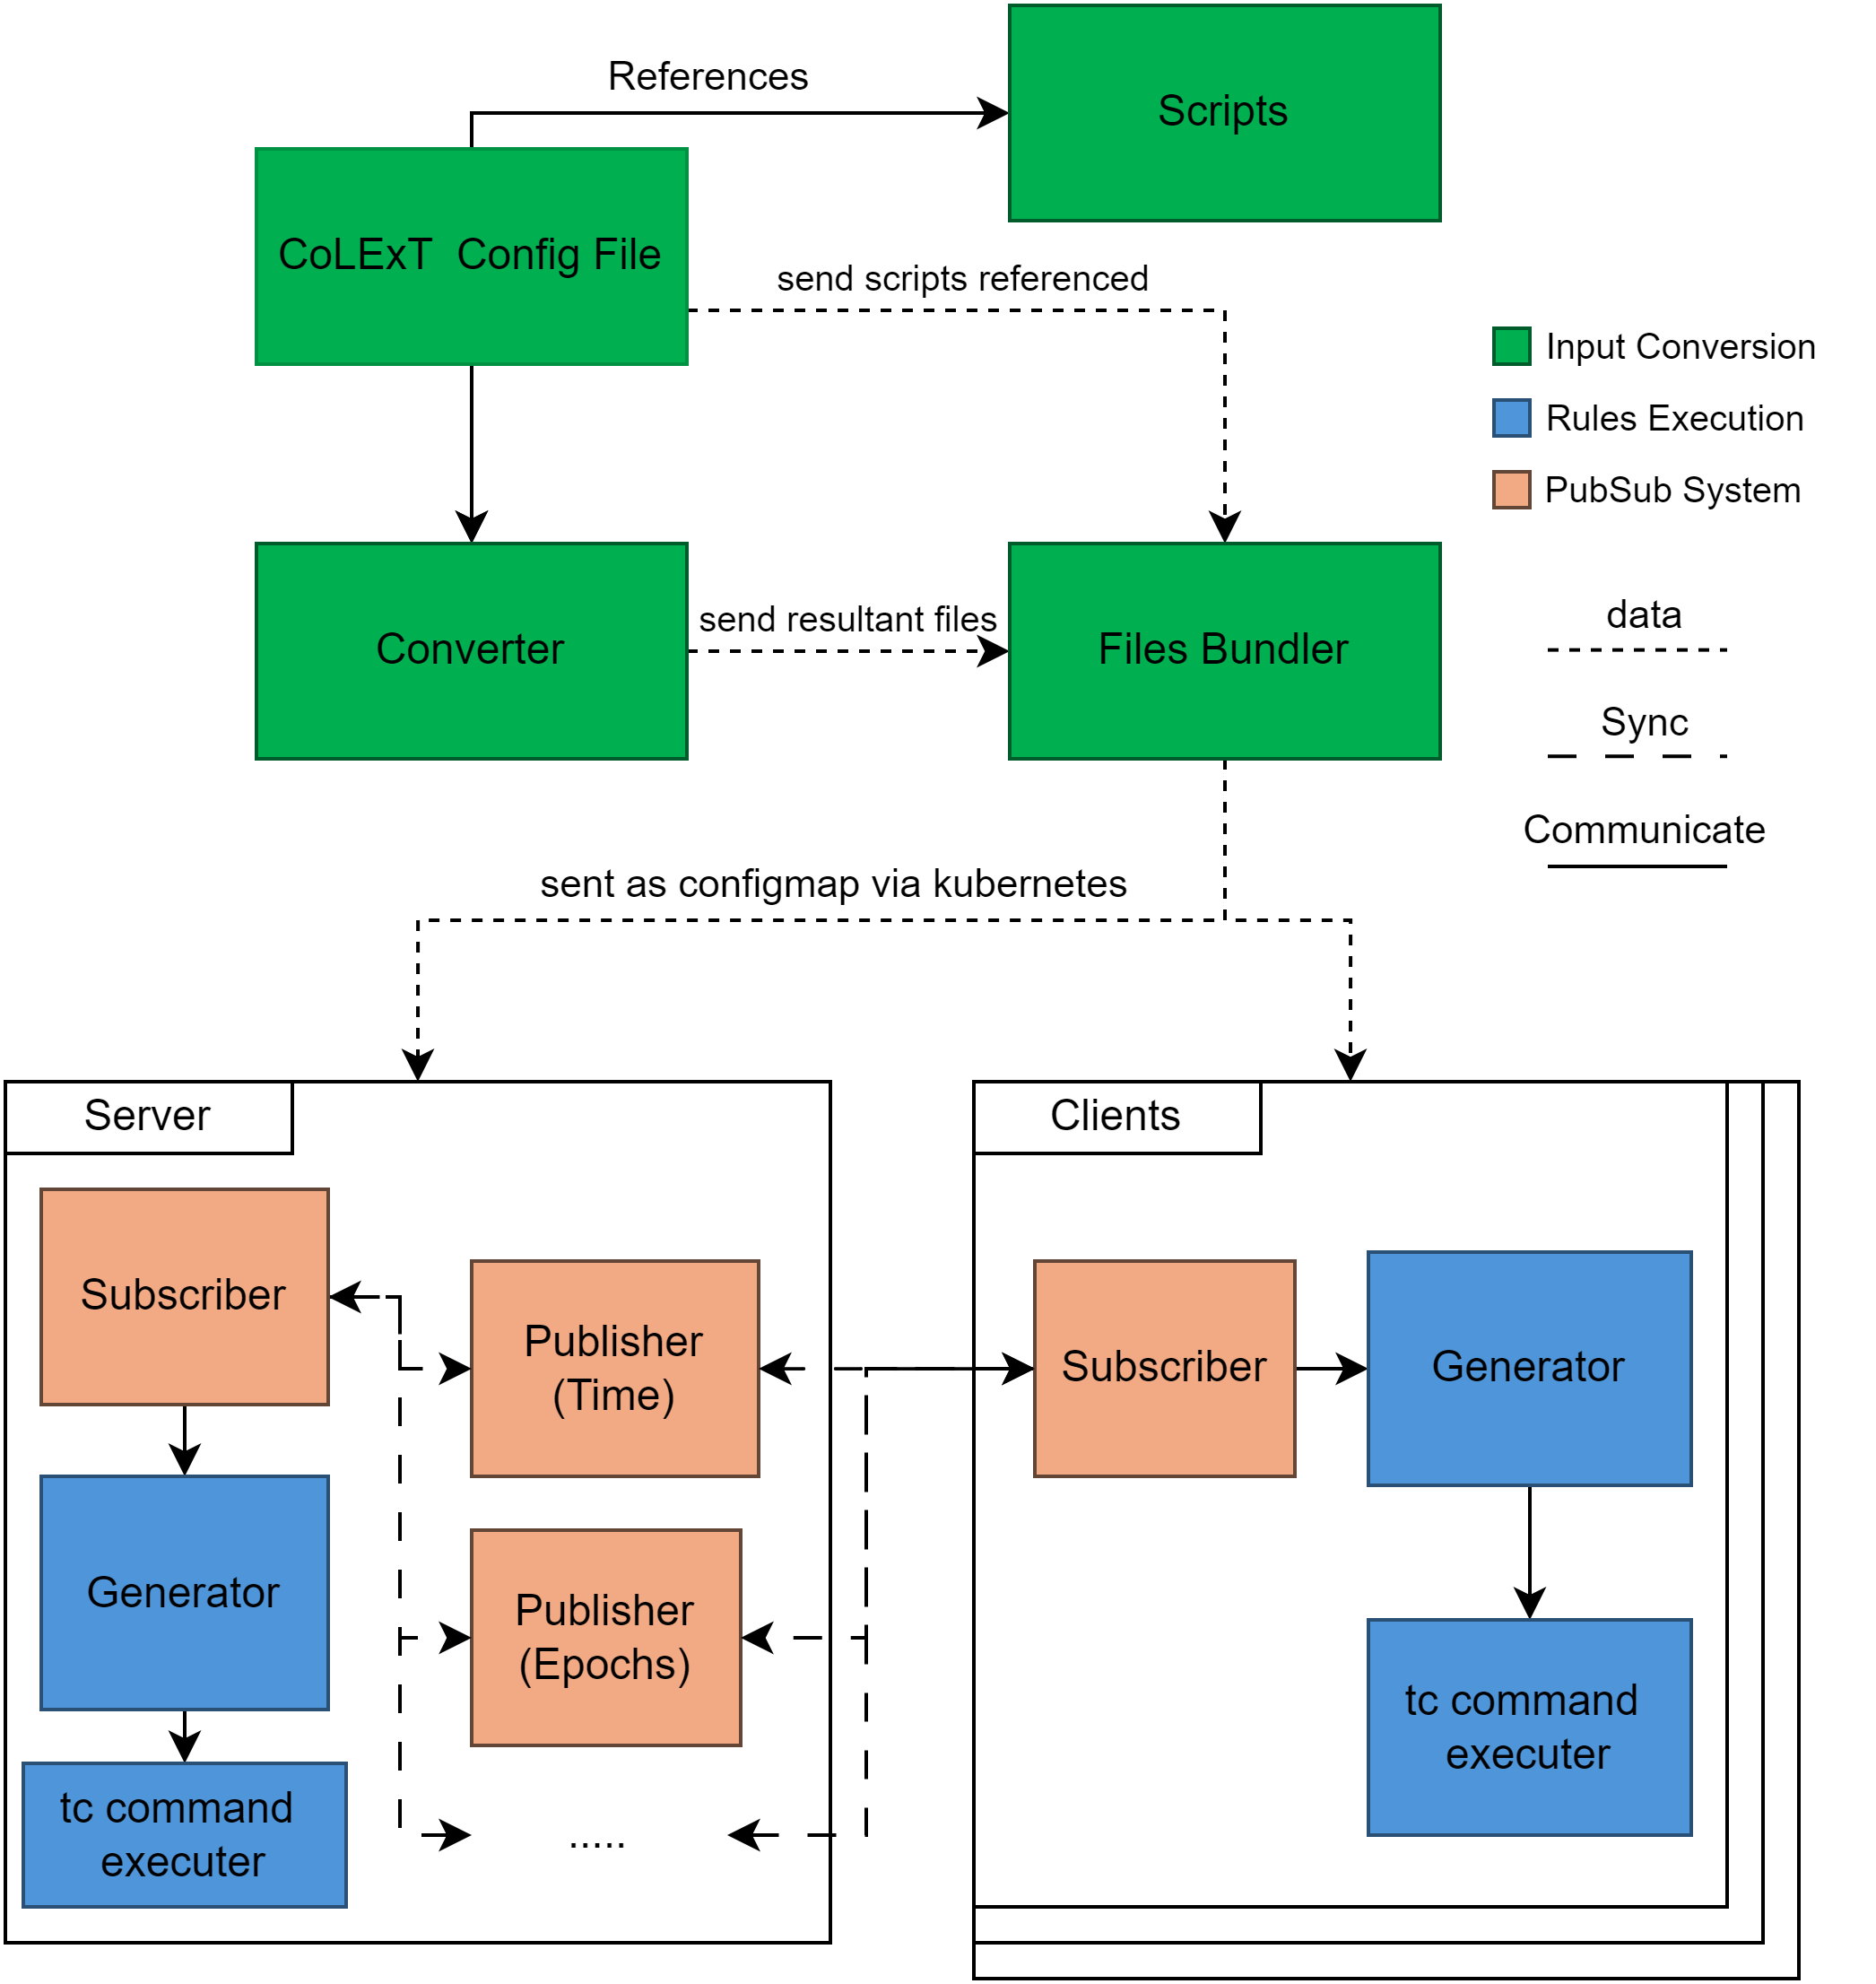 References
Scripts
CoLExT  Config File
send scripts referenced
Input Conversion
Rules Execution
PubSub System
Converter
send resultant files
Files Bundler
data
Sync
Communicate
sent as configmap via kubernetes
Server
Subscriber
Publisher
(Time)
Generator
Publisher
(Epochs)
tc command
executer
.....
Clients
Subscriber
Generator
tc command
executer